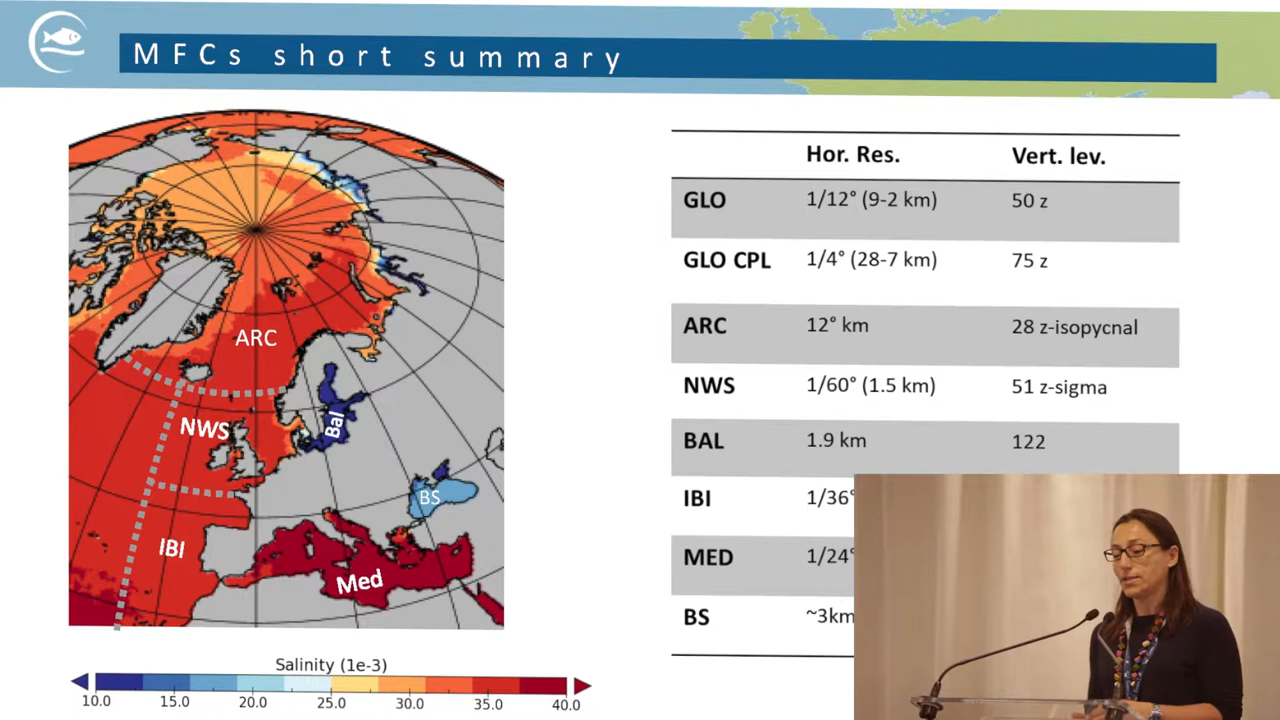 MFCs short summary
ARC
NWS
Bal
BS
IBI
Med
Salinity (1e-3)
10.0 15.0 20.0 25.0 30.0 35.0 40.0
Hor. Res. Vert. lev.
GLO 1/12° (9-2 km) 50 z
GLO CPL 1/4° (28-7 km) 75 z
ARC 12° km 28 z-isopycnal
NWS 1/60° (1.5 km) 51 z-sigma
BAL 1.9 km 122
IBI 1/36°
MED 1/24°
BS ~3km